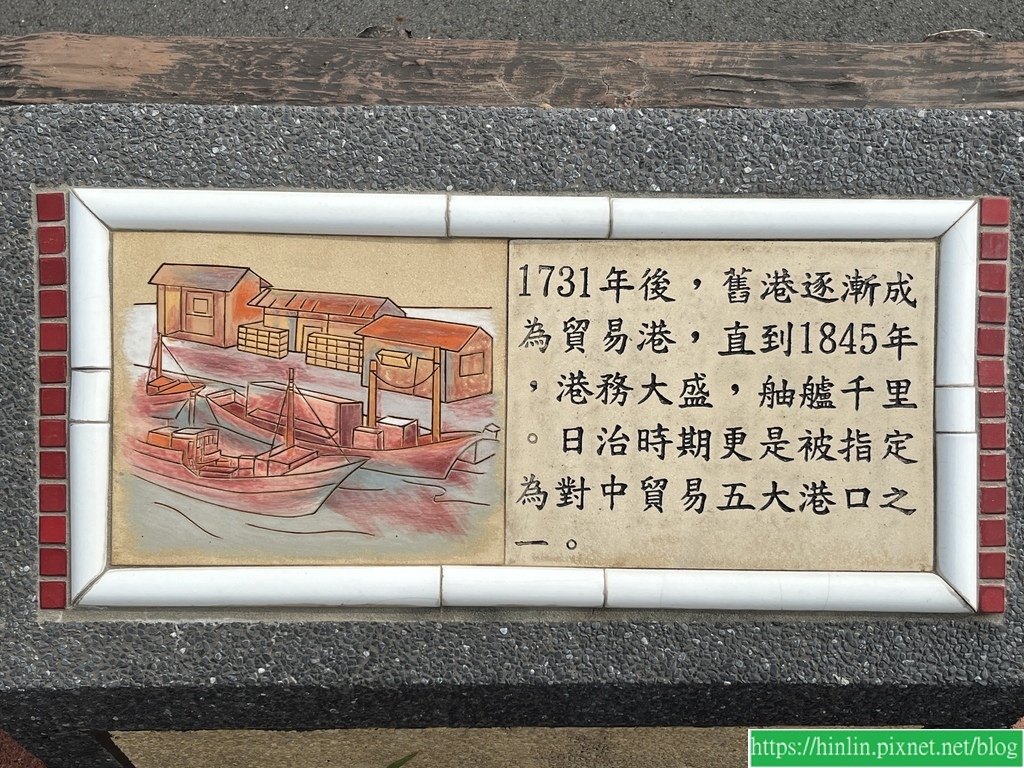 1731年後，舊港逐漸成
為貿易港，直到1845年
，港務大盛，舳艫千里
。日治時期更是被指定
為對中貿易五大港口之
一。
https://hinlin.pixnet.net/blog